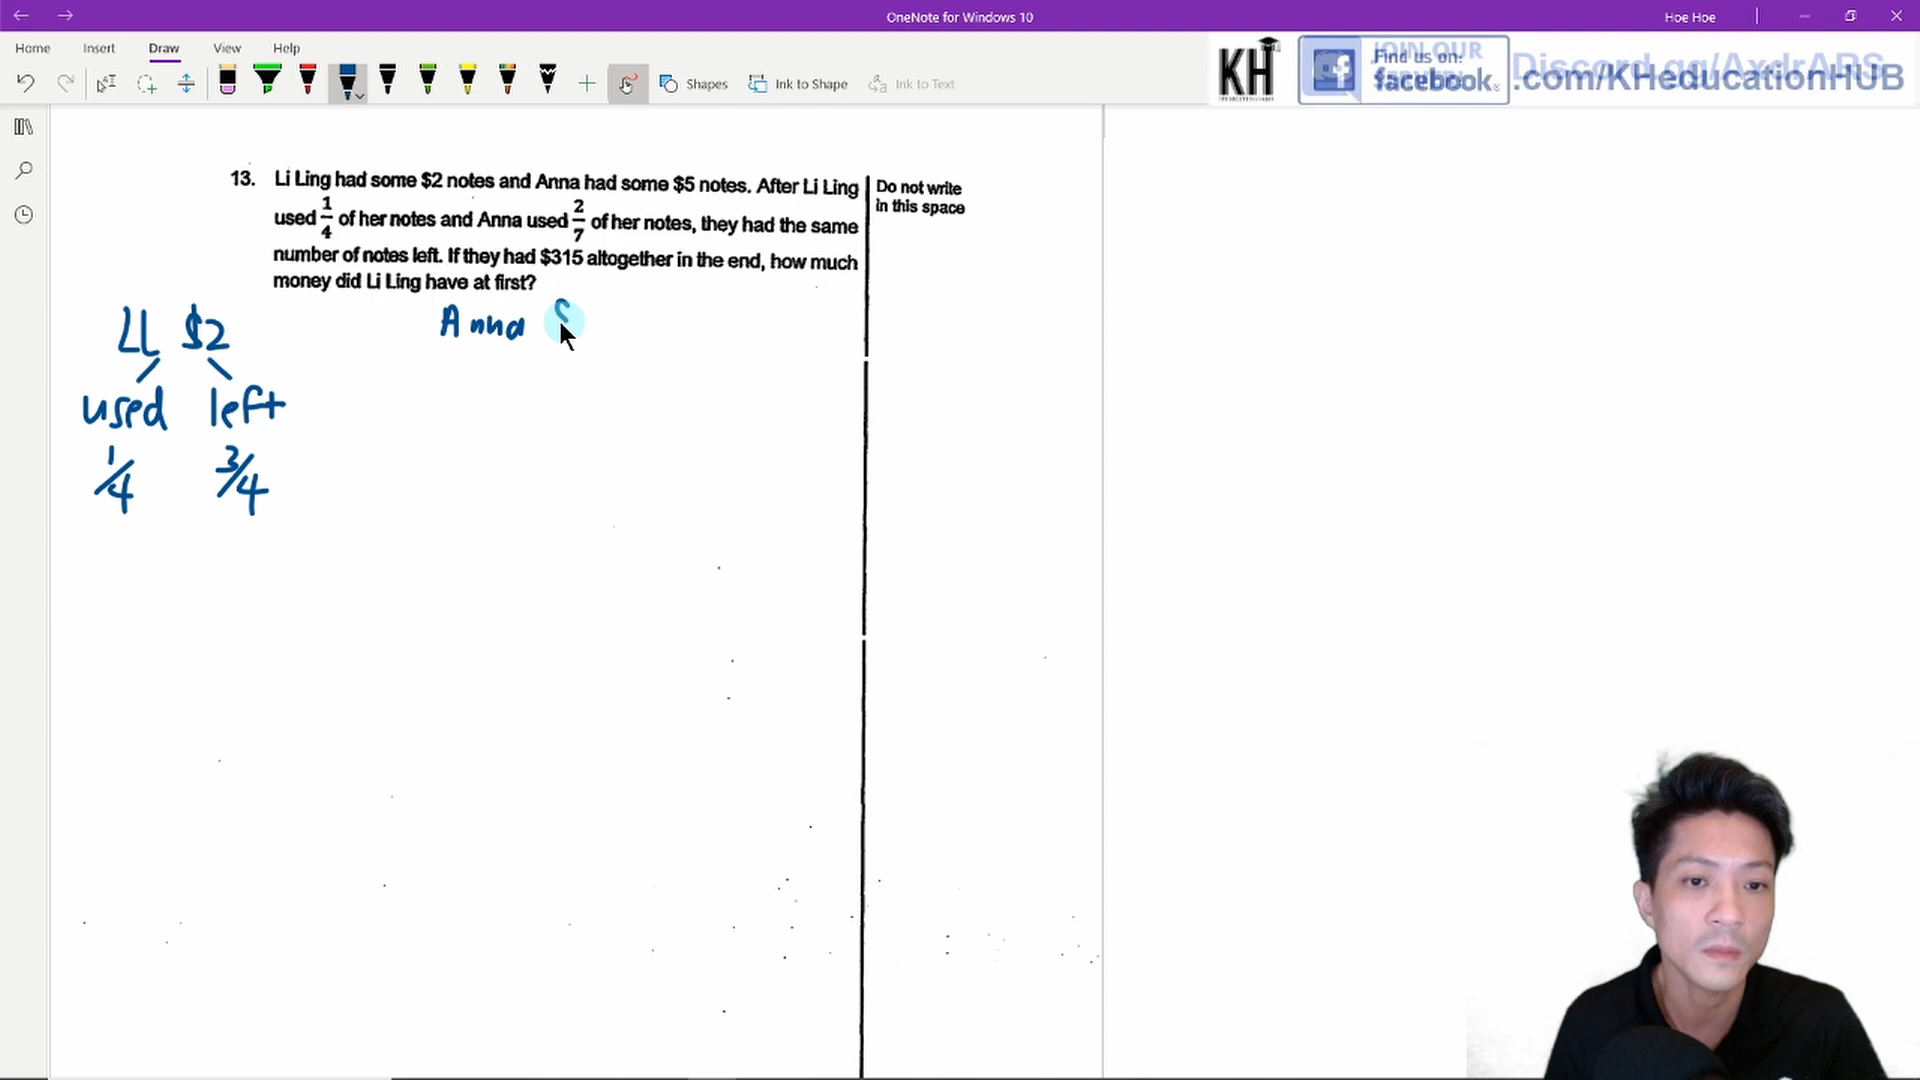 OneNote for Windows 10
Hoe Hoe
Home Insert Draw View Help
Shapes Ink to Shape Ink to Text
KH
JOIN OUR
Find us on:
facebook .com/KHeducationHUB
Discord.gg/AxdrARS
13. Li Ling had some $2 notes and Anna had some $5 notes. After Li Ling
used 1/4 of her notes and Anna used 2/7 of her notes, they had the same
number of notes left. If they had $315 altogether in the end, how much
money did Li Ling have at first?
Do not write
in this space
LL $2
Anna
used left
1/4 3/4